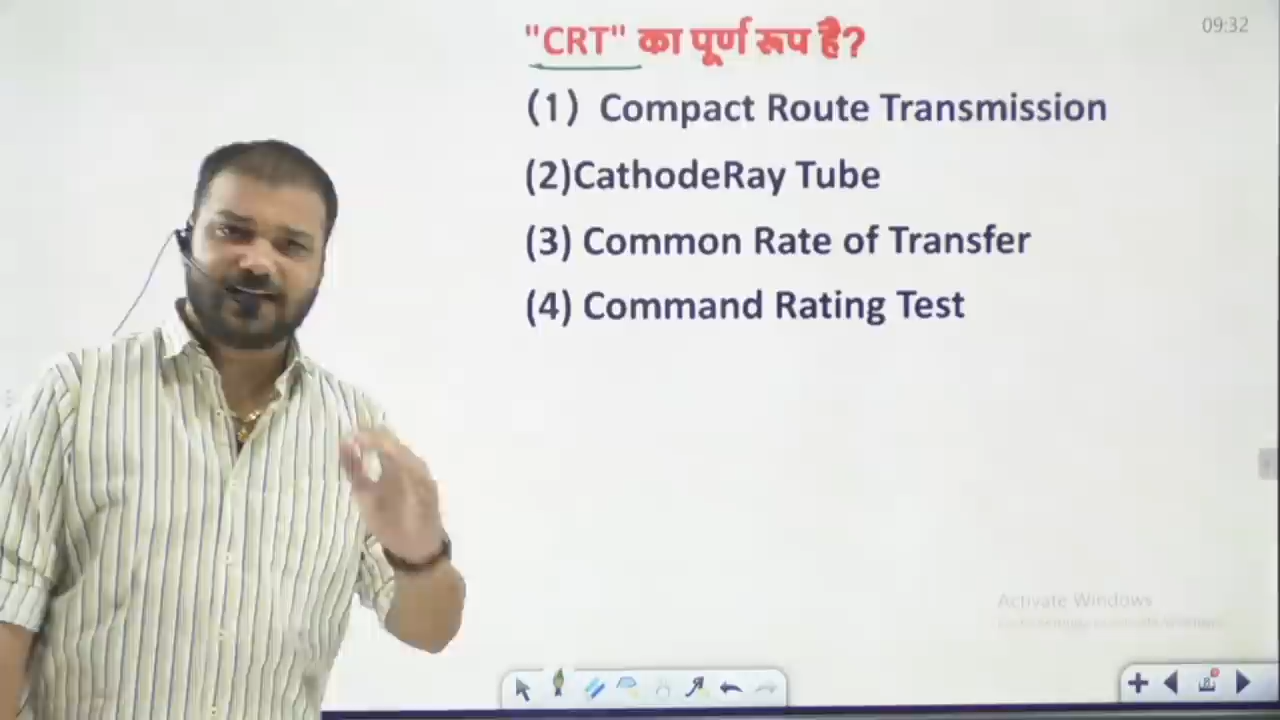 09:32
"CRT" का पूर्ण रूप है?
(1) Compact Route Transmission
(2)CathodeRay Tube
(3) Common Rate of Transfer
(4) Command Rating Test
Activate Windows